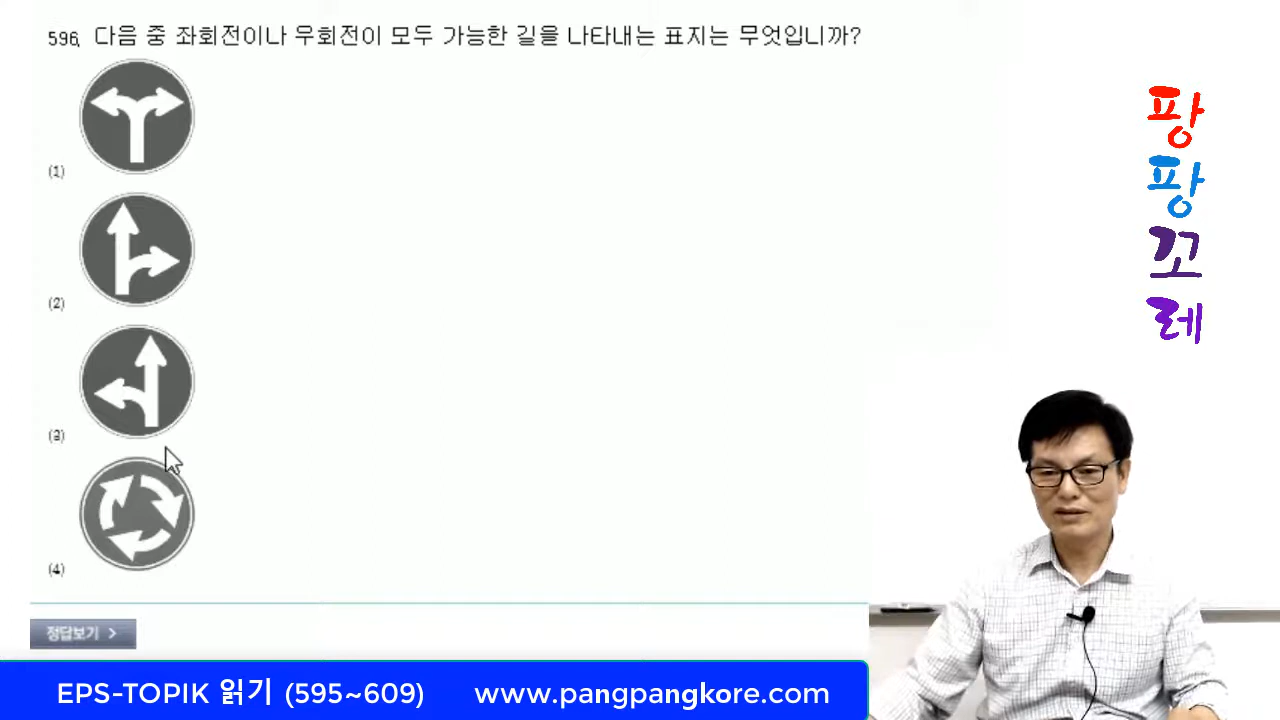 596. 다음 중 좌회전이나 우회전이 모두 가능한 길을 나타내는 표지는 무엇입니까?
(1)
(2)
(3)
(4)
정답보기 >
팡
팡
꼬
레
EPS-TOPIK 읽기 (595~609) www.pangpangkore.com